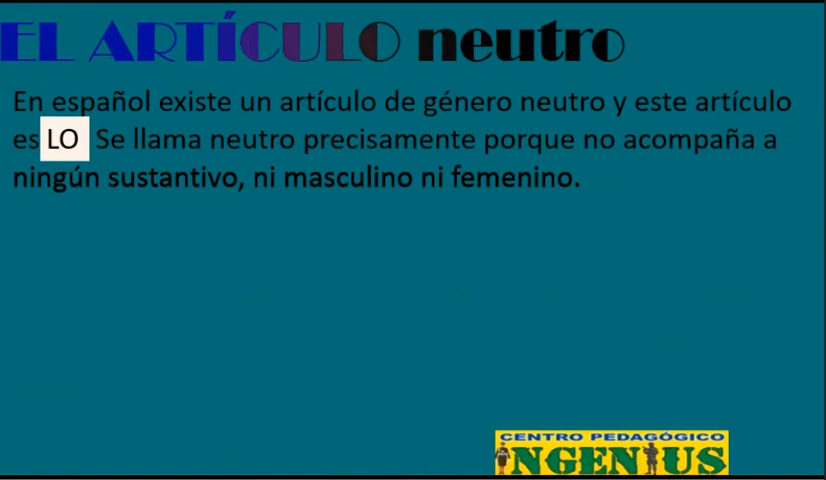 EL ARTÍCULO neutro
En español existe un artículo de género neutro y este artículo
es LO Se llama neutro precisamente porque no acompaña a
ningún sustantivo, ni masculino ni femenino.
CENTRO PEDAGÓGICO
INGENIUS